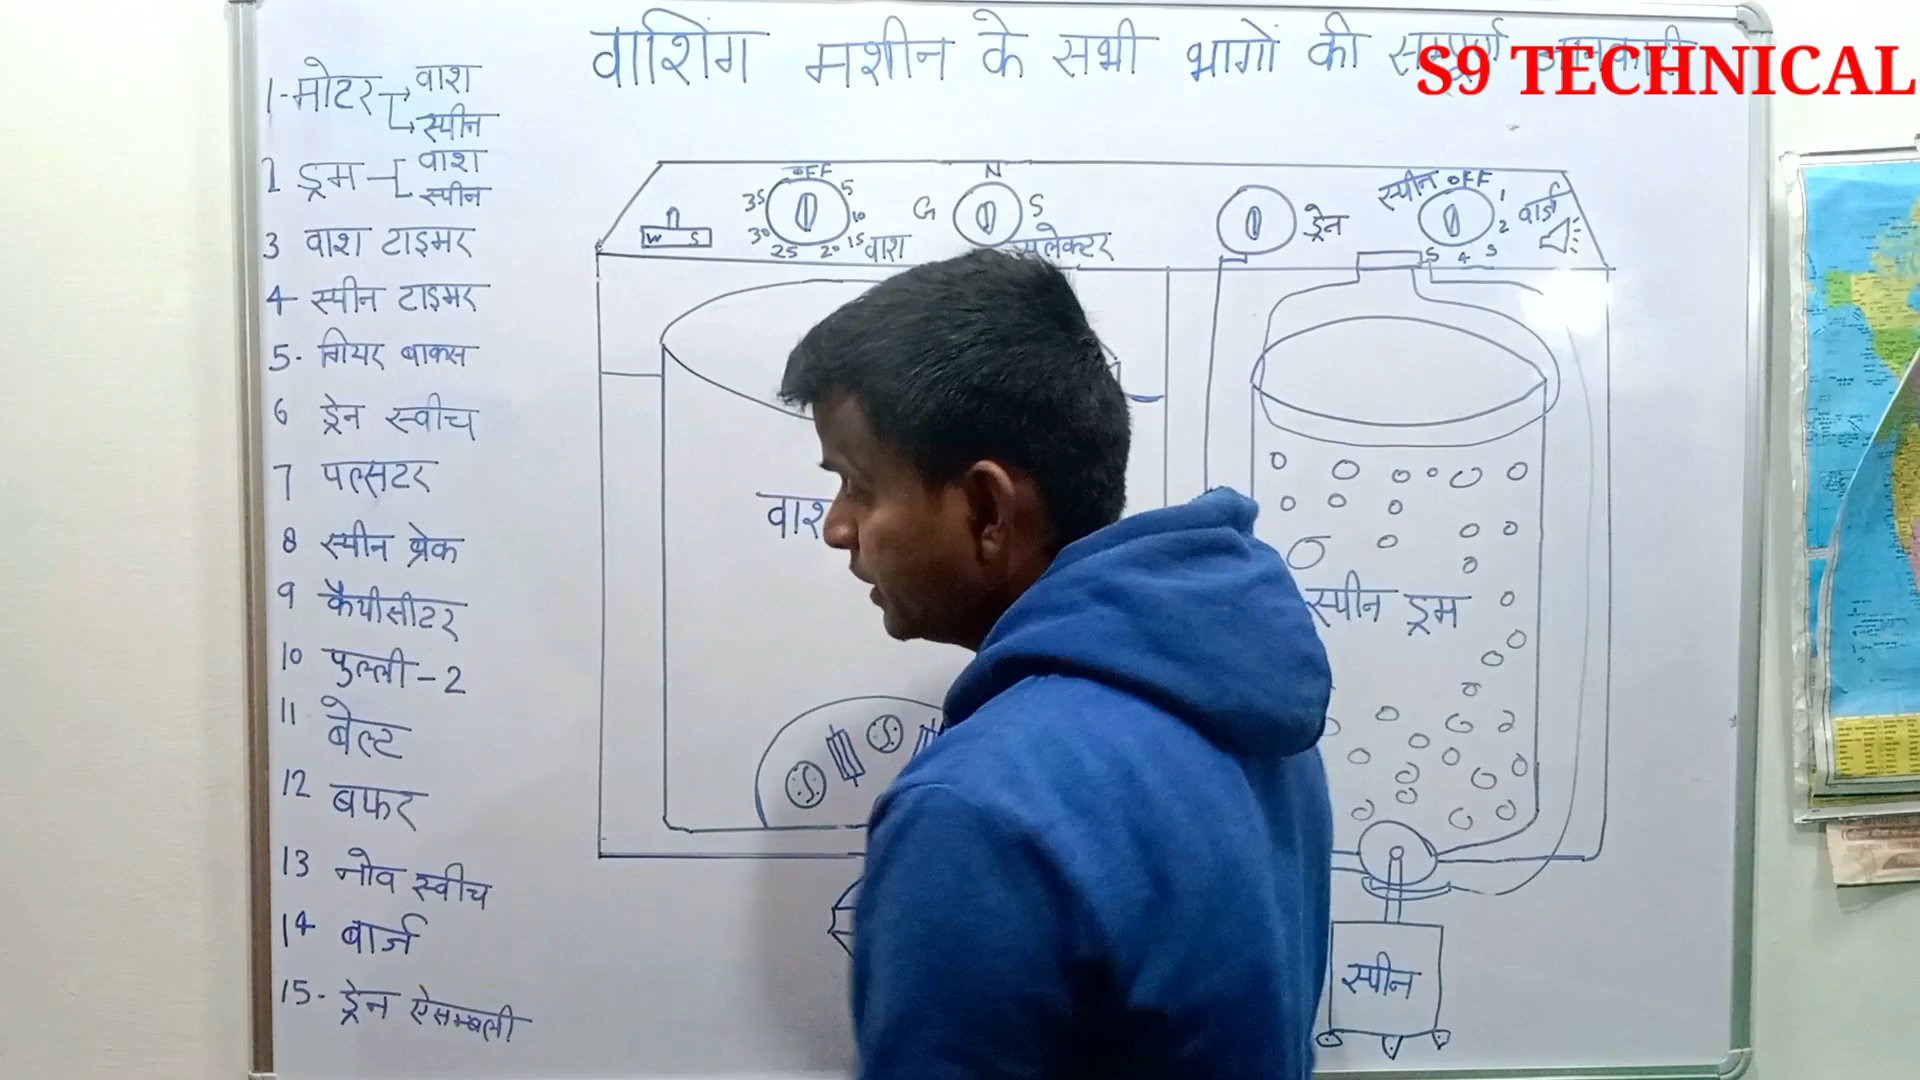 वाशिंग मशीन के सभी भागों की सम्पूर्ण जानकारी
S9 TECHNICAL
1-मोटर वाश
स्पीन
2 ड्रम वाश
स्पीन
3 वाश टाइमर
4 स्पीन टाइमर
5- गियर बाक्स
6 ड्रेन स्वीच
7 पल्सटर
8 स्पीन ब्रेक
9 कैपीसीटर
10 पुल्ली-2
11 बेल्ट
12 बफर
13 नोव स्वीच
14 बार्ज
15- ड्रेन ऐसम्बली
W S
OFF 5 10 15 20 25 30 35 वाश
G N S
ड्रेन
स्पीन OFF 1 2 3 4 5
बार्ज
वाश
स्पीन ड्रम
स्पीन